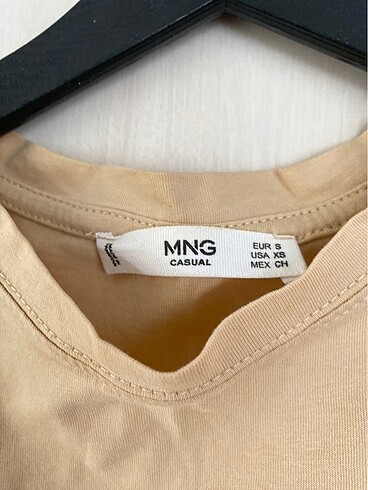 MNG
CASUAL
EUR S
USA XS
MEX CH